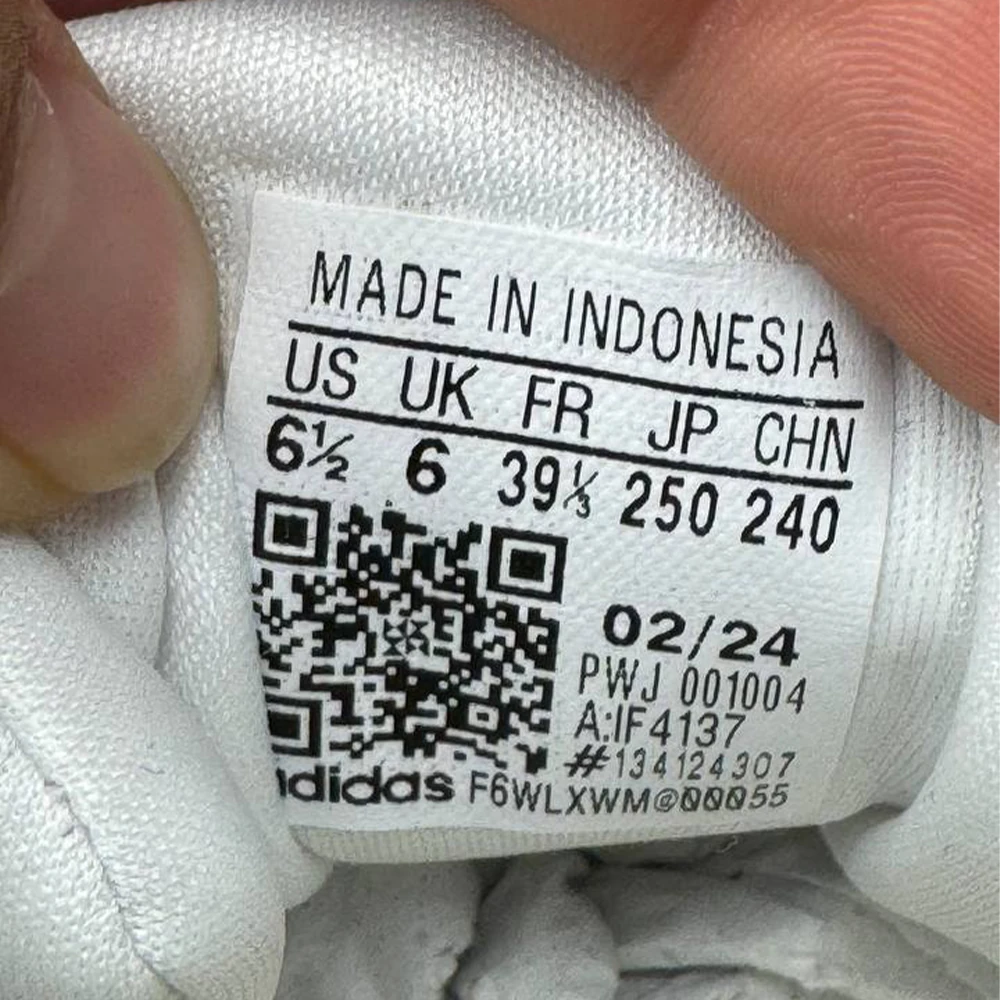 MADE IN INDONESIA
US UK FR JP CHN
6½ 6 39⅓ 250 240
02/24
PWJ 001004
A:IF4137
#134124307
adidas F6WLXWM@00055